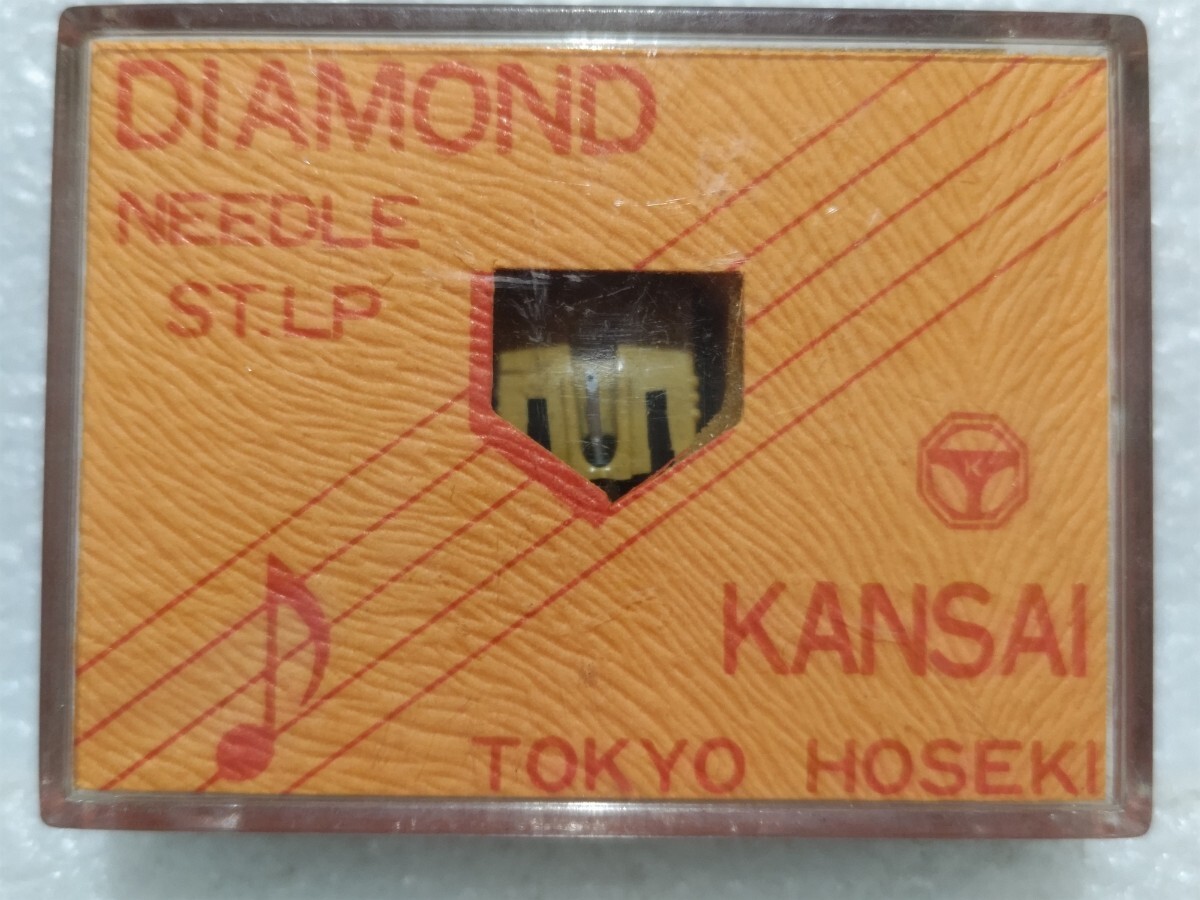 DIAMOND
NEEDLE
ST.LP
K
KANSAI
TOKYO HOSEKI